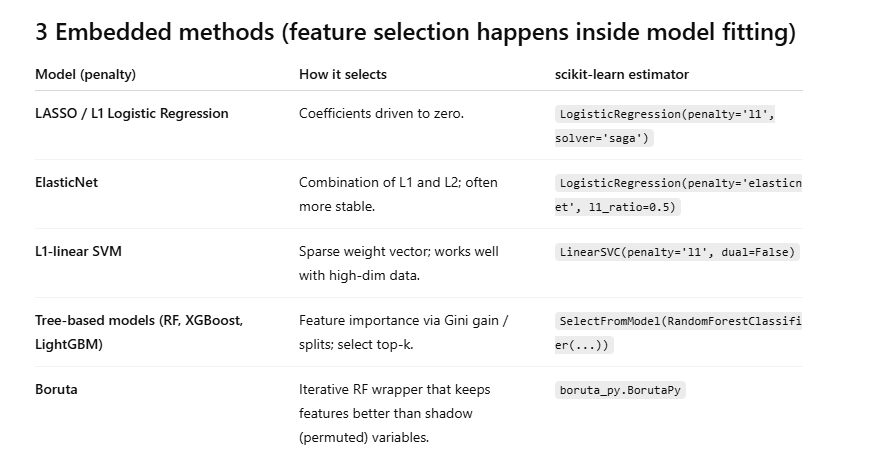 3 Embedded methods (feature selection happens inside model fitting)
Model (penalty) How it selects scikit-learn estimator
LASSO / L1 Logistic Regression Coefficients driven to zero. LogisticRegression(penalty='l1',
solver='saga')
ElasticNet Combination of L1 and L2; often LogisticRegression(penalty='elasticn
more stable. et', l1_ratio=0.5)
L1-linear SVM Sparse weight vector; works well LinearSVC(penalty='l1', dual=False)
with high-dim data.
Tree-based models (RF, XGBoost, Feature importance via Gini gain / SelectFromModel(RandomForestClassifi
LightGBM) splits; select top-k. er(...))
Boruta Iterative RF wrapper that keeps boruta_py.BorutaPy
features better than shadow
(permuted) variables.